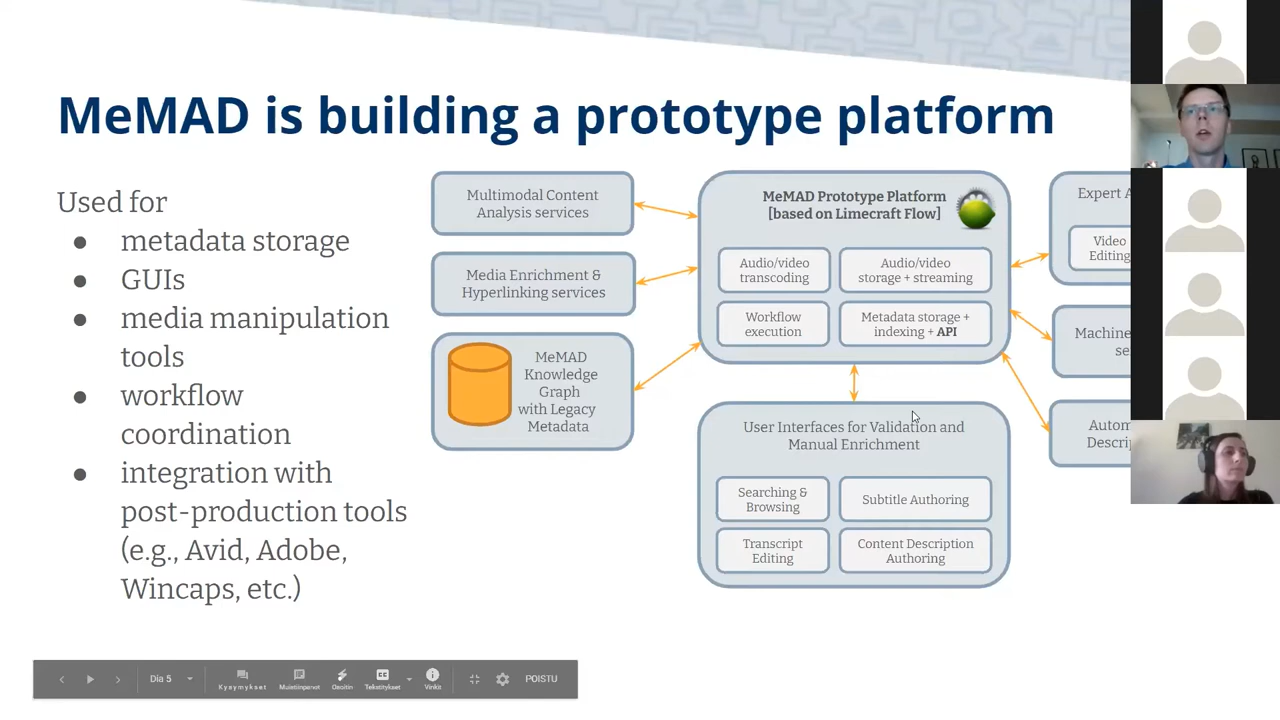 MeMAD is building a prototype platform
Used for
● metadata storage
● GUIs
● media manipulation
tools
● workflow
coordination
● integration with
post-production tools
(e.g., Avid, Adobe,
Wincaps, etc.)
Multimodal Content
Analysis services
Media Enrichment &
Hyperlinking services
MeMAD
Knowledge
Graph
with Legacy
Metadata
MeMAD Prototype Platform
[based on Limecraft Flow]
Audio/video
transcoding
Audio/video
storage + streaming
Workflow
execution
Metadata storage +
indexing + API
User Interfaces for Validation and
Manual Enrichment
Searching &
Browsing
Subtitle Authoring
Transcript
Editing
Content Description
Authoring
Expert
Video
Editing
Machine
Dia 5
Kysymykset
Muistiinpanot
Osoitin
Tekstitykset
Vinkit
POISTU